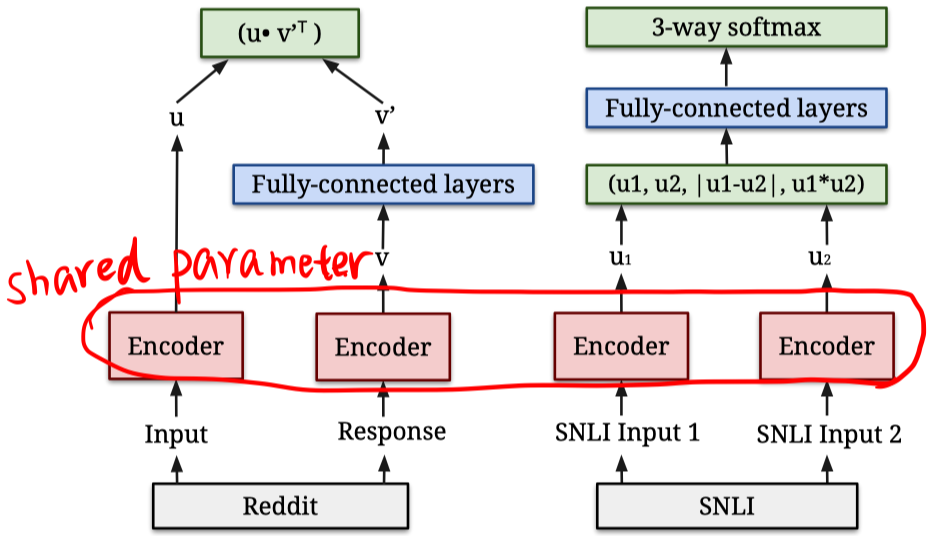 (u• v’ᵀ )
3-way softmax
Fully-connected layers
u
v’
Fully-connected layers
(u1, u2, |u1-u2|, u1*u2)
shared parameter
v
u₁
u₂
Encoder
Encoder
Encoder
Encoder
Input
Response
SNLI Input 1
SNLI Input 2
Reddit
SNLI